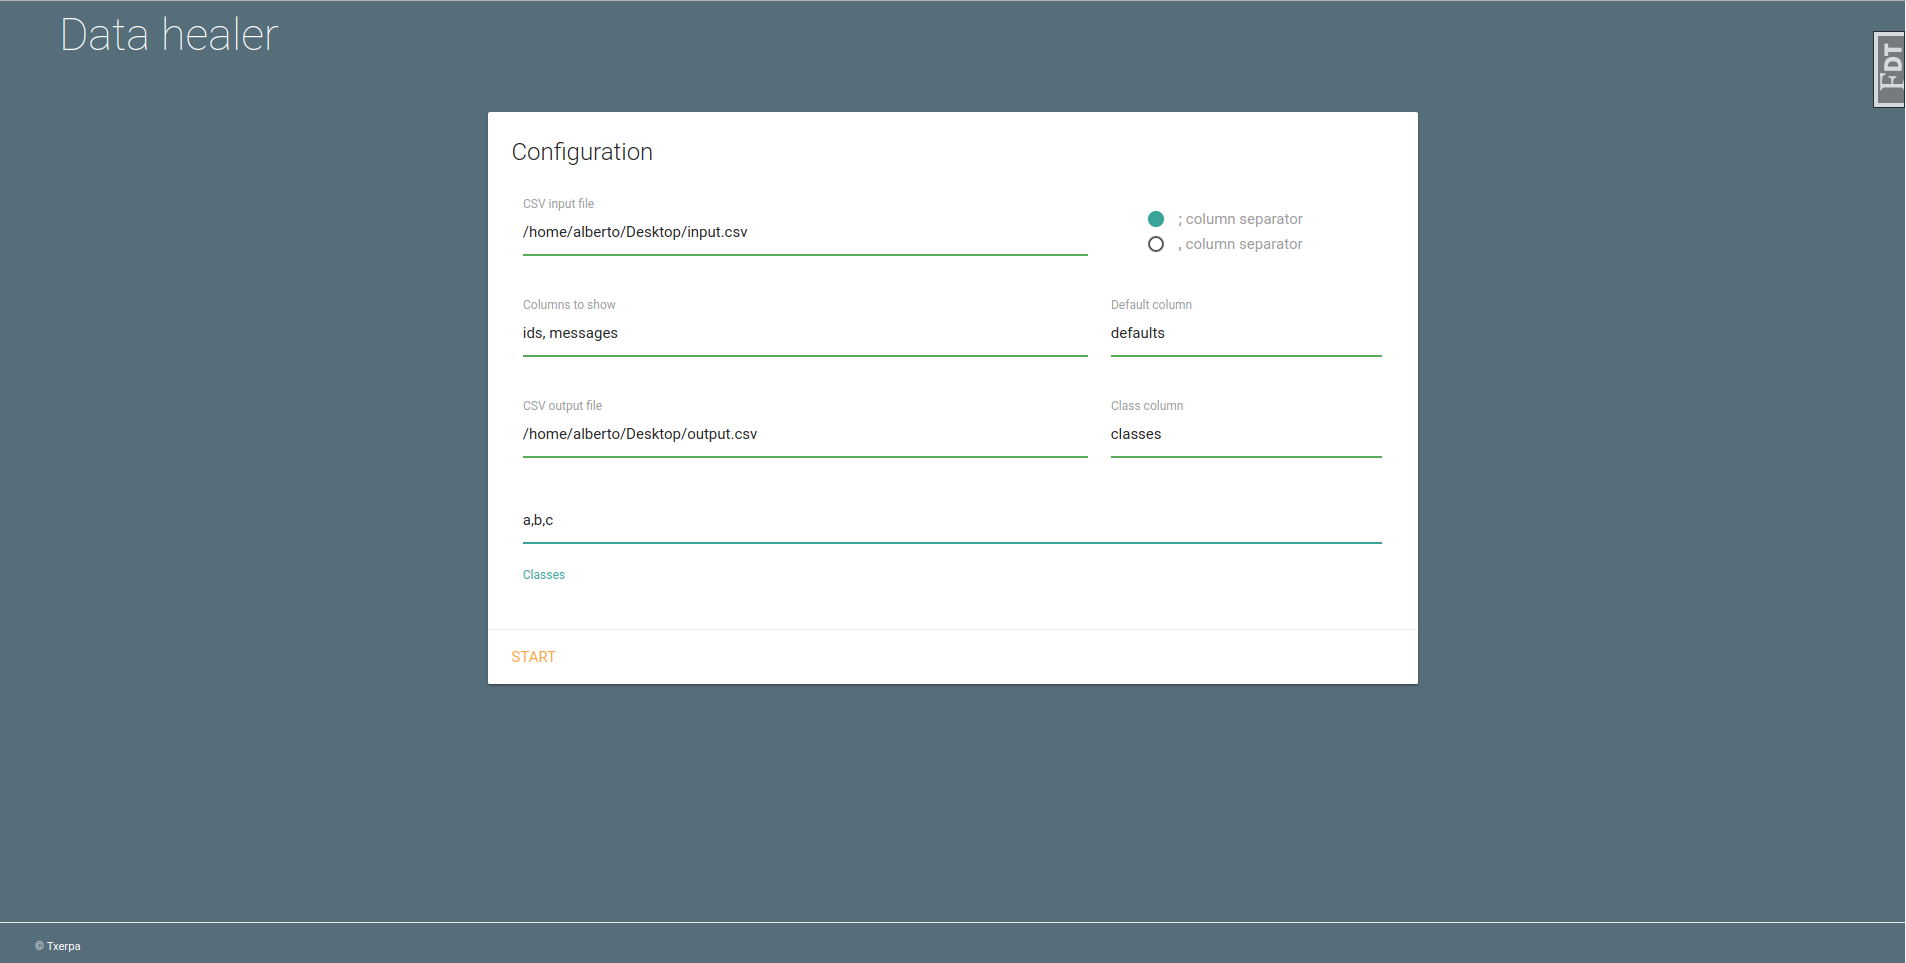 Data healer
FDT
Configuration
CSV input file
/home/alberto/Desktop/input.csv
; column separator
, column separator
Columns to show
ids, messages
Default column
defaults
CSV output file
/home/alberto/Desktop/output.csv
Class column
classes
a,b,c
Classes
START
© Txerpa